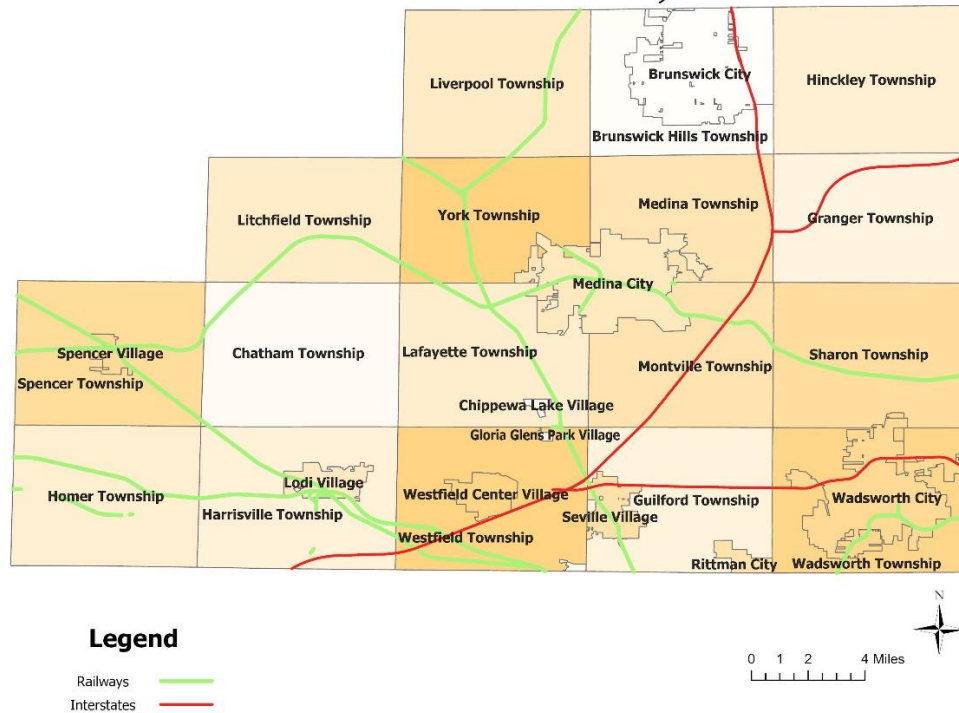 Brunswick City
Liverpool Township
Hinckley Township
Brunswick Hills Township
Litchfield Township
York Township
Medina Township
Granger Township
Medina City
Spencer Village
Chatham Township
Lafayette Township
Montville Township
Sharon Township
Spencer Township
Chippewa Lake Village
Gloria Glens Park Village
Lodi Village
Homer Township
Westfield Center Village
Guilford Township
Wadsworth City
Harrisville Township
Seville Village
Westfield Township
Rittman City
Wadsworth Township
N
Legend
Railways
Interstates
0 1 2 4 Miles